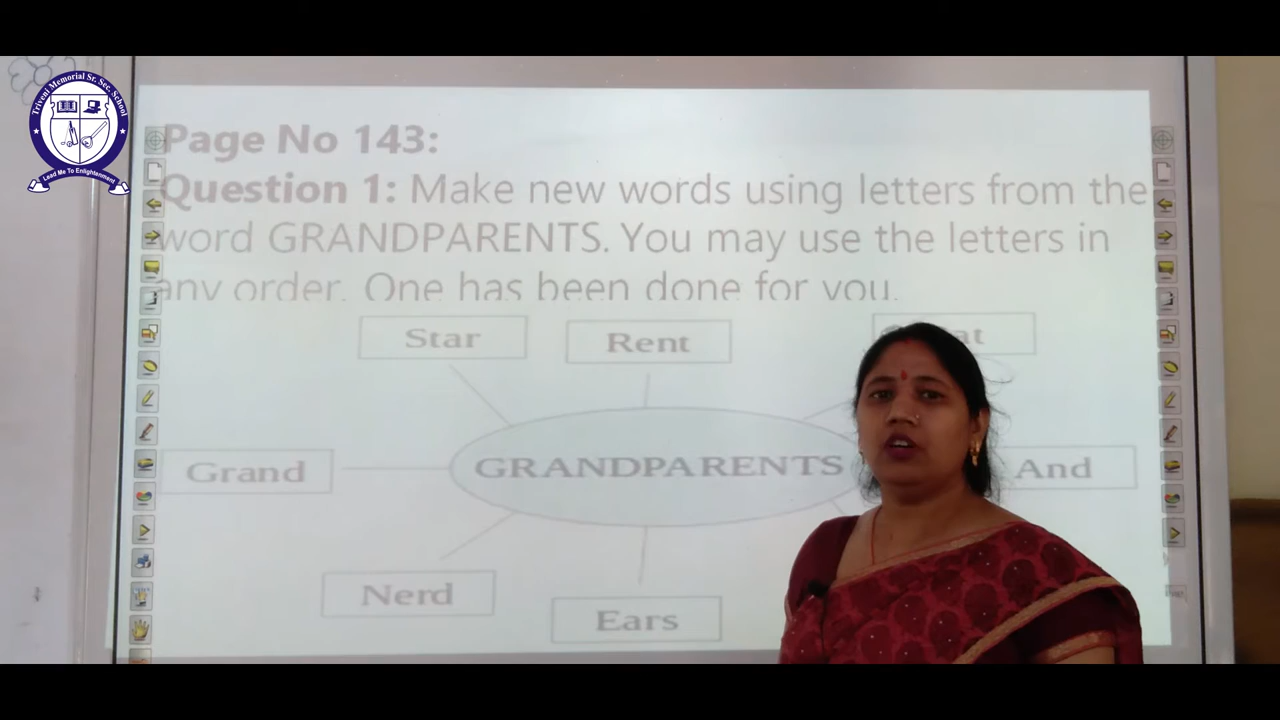 Triveni Memorial Sr. Sec. School
Lead Me To Enlightenment
Page No 143:
Question 1: Make new words using letters from the
word GRANDPARENTS. You may use the letters in
any order. One has been done for you.
Star
Rent
Grand
GRANDPARENTS
And
Nerd
Ears